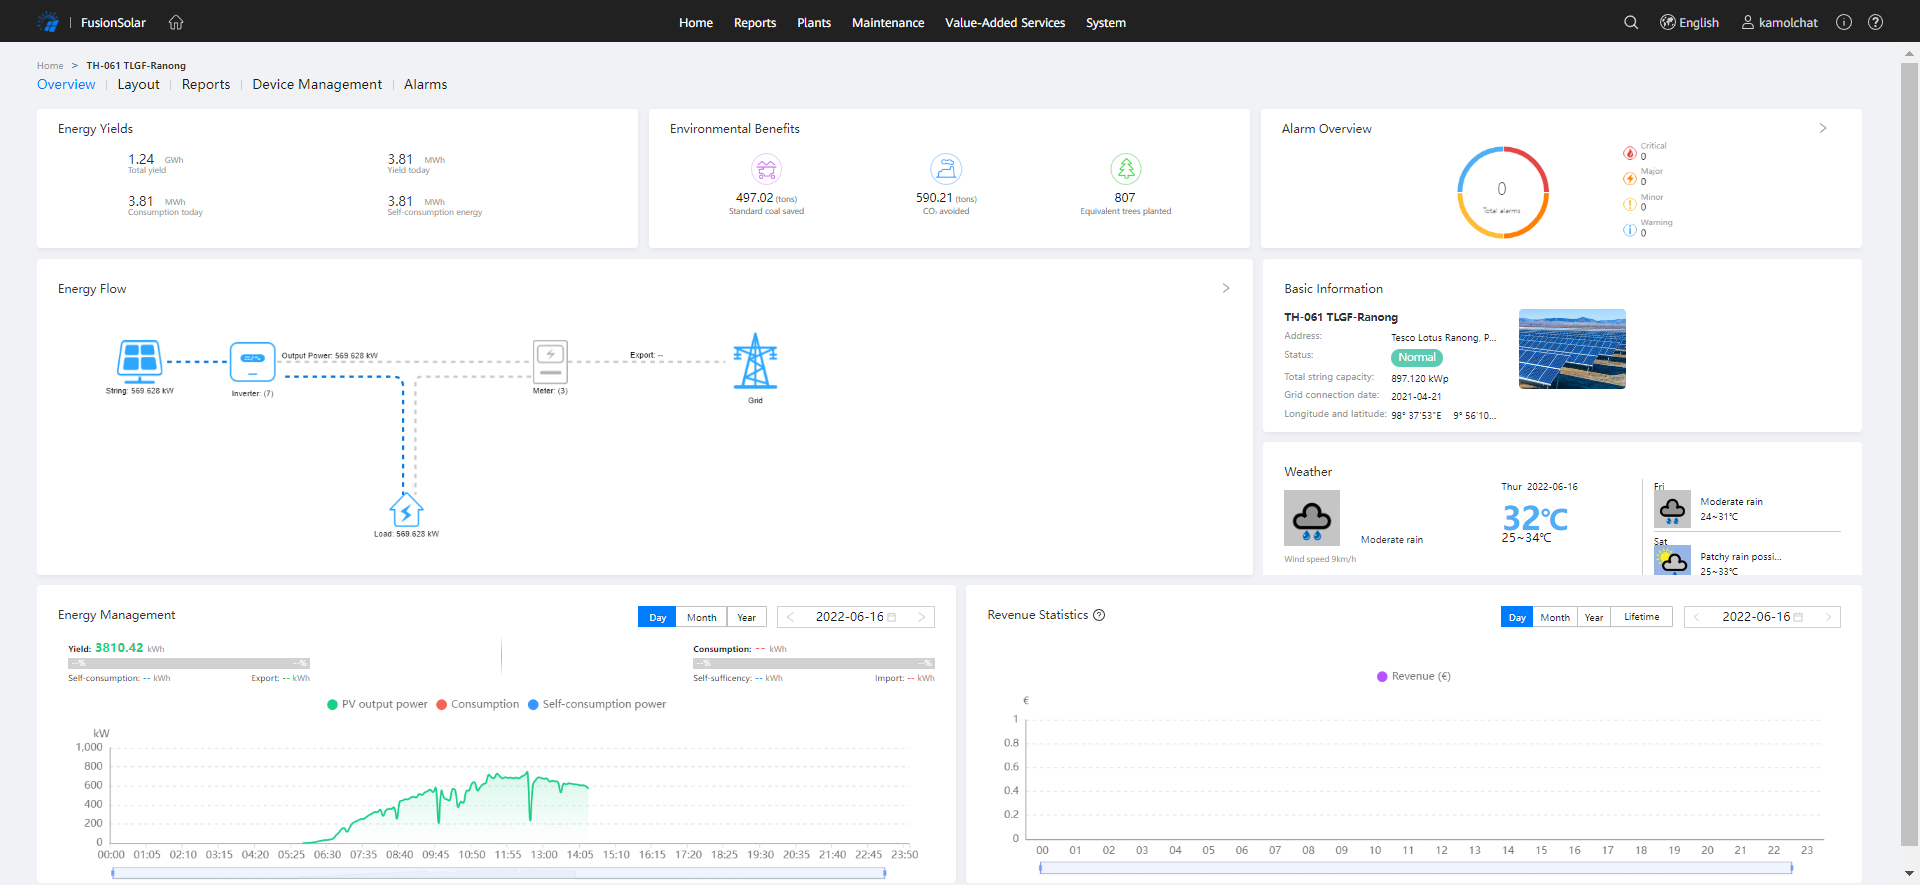 FusionSolar
Home Reports Plants Maintenance Value-Added Services System
English kamolchat
Home > TH-061 TLGF-Ranong
Overview Layout Reports Device Management Alarms
Energy Yields
1.24 GWh
Total yield
3.81 MWh
Yield today
3.81 MWh
Consumption today
3.81 MWh
Self-consumption energy
Environmental Benefits
497.02 (tons)
Standard coal saved
590.21 (tons)
CO₂ avoided
807
Equivalent trees planted
Alarm Overview
0
Total alarms
Critical
0
Major
0
Minor
0
Warning
0
Energy Flow
String: 569.628 kW
Inverter: (7)
Output Power: 569.628 kW
Meter: (3)
Export: --
Grid
Load: 569.628 kW
Basic Information
TH-061 TLGF-Ranong
Address: Tesco Lotus Ranong, P...
Status: Normal
Total string capacity: 897.120 kWp
Grid connection date: 2021-04-21
Longitude and latitude: 98° 37'53"E 9° 56'10...
Weather
Moderate rain
Wind speed 9km/h
Thur 2022-06-16
32°C
25~34°C
Fri
Moderate rain
24~31°C
Sat
Patchy rain possi...
25~33°C
Energy Management
Day Month Year
2022-06-16
Yield: 3810.42 kWh
--% --%
Self-consumption: -- kWh Export: -- kWh
Consumption: -- kWh
--% --%
Self-sufficency: -- kWh Import: -- kWh
PV output power Consumption Self-consumption power
kW
1,000
800
600
400
200
0
00:00 01:05 02:10 03:15 04:20 05:25 06:30 07:35 08:40 09:45 10:50 11:55 13:00 14:05 15:10 16:15 17:20 18:25 19:30 20:35 21:40 22:45 23:50
Revenue Statistics
Day Month Year Lifetime
2022-06-16
Revenue (€)
€
1
0.8
0.6
0.4
0.2
0
00 01 02 03 04 05 06 07 08 09 10 11 12 13 14 15 16 17 18 19 20 21 22 23